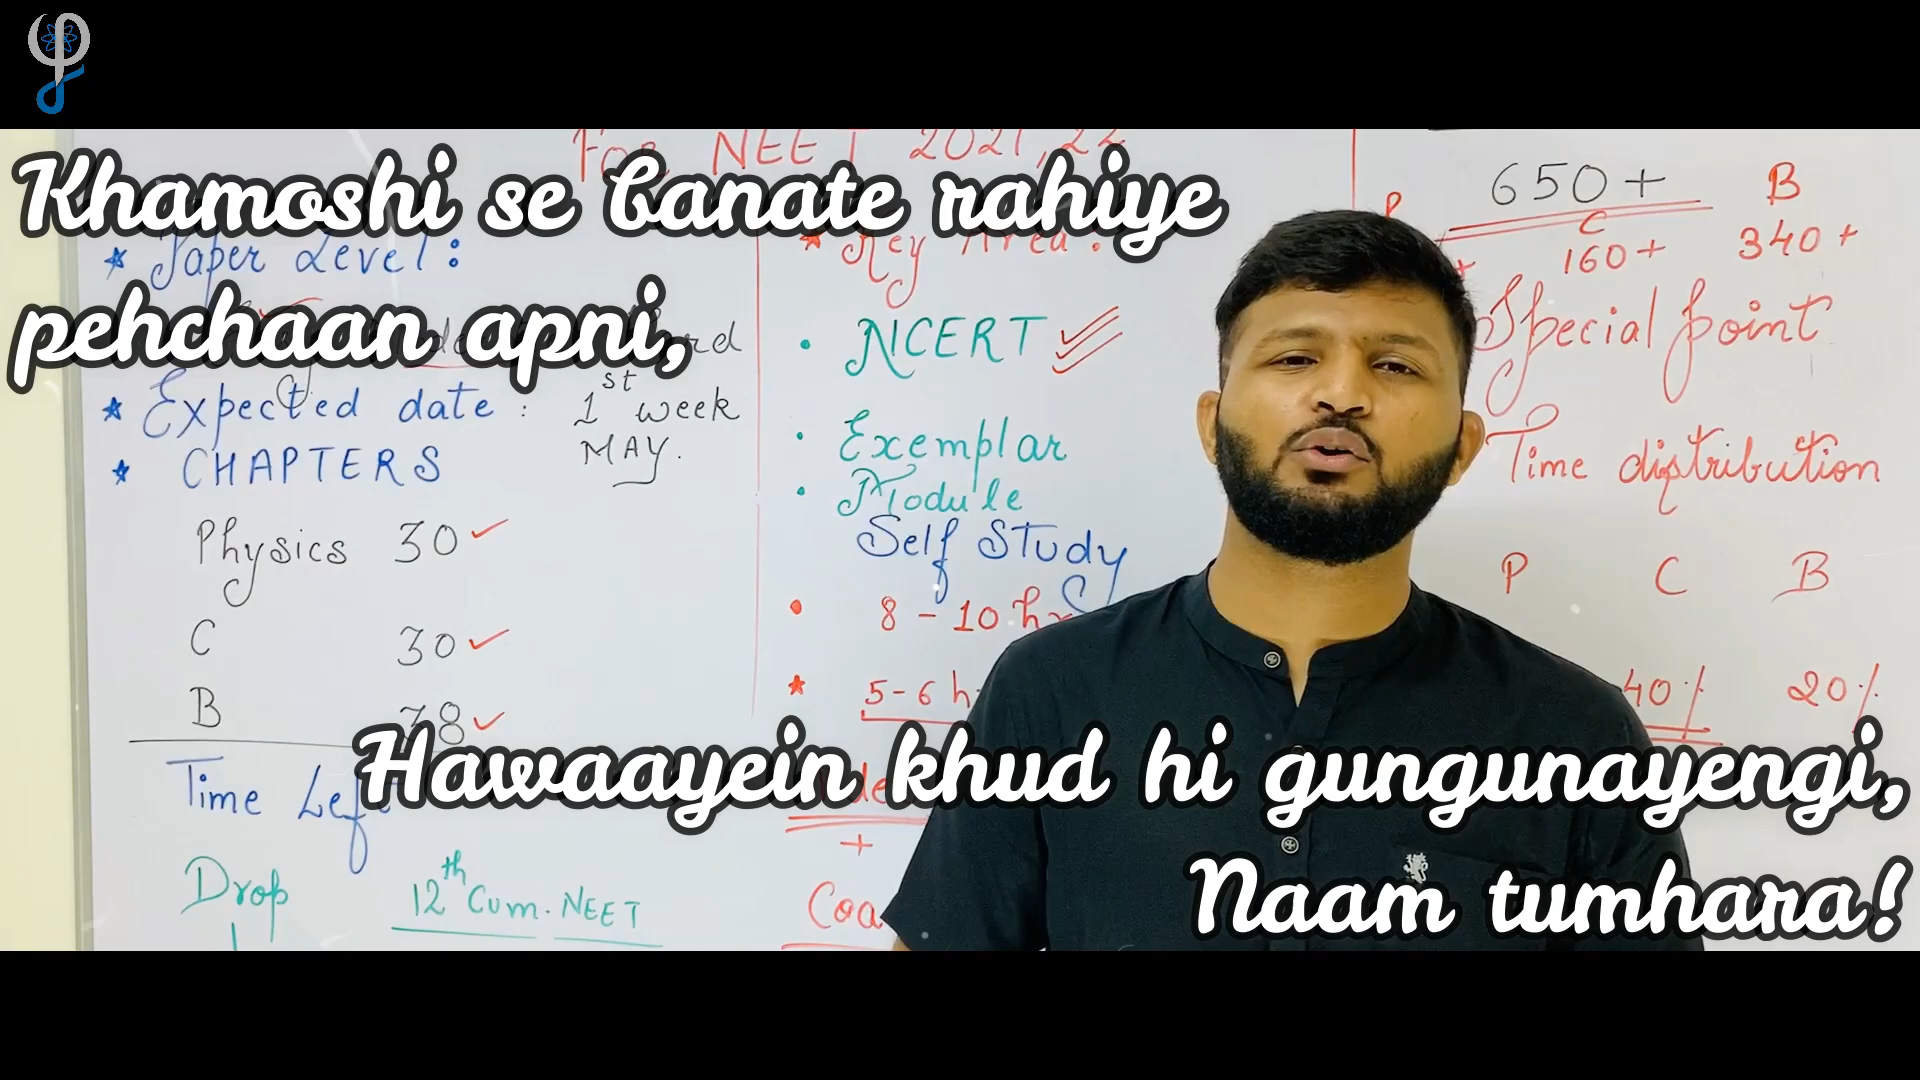 For NEET 2021,22
Khamoshi se banate rahiye
pehchaan apni,
Hawaayein khud hi gungunayengi,
Naam tumhara!
* Paper Level:
* Expected date : 1st week
MAY.
* CHAPTERS
Physics 30
C 30
B 38
Time Left
Drop
12th Cum. NEET
* Key Area:
• NCERT
• Exemplar
• Module
Self Study
• 8-10 hr
* 5-6 h
+
650+
P C B
160+ 340+
Special point
Time distribution
P C B
40% 20%